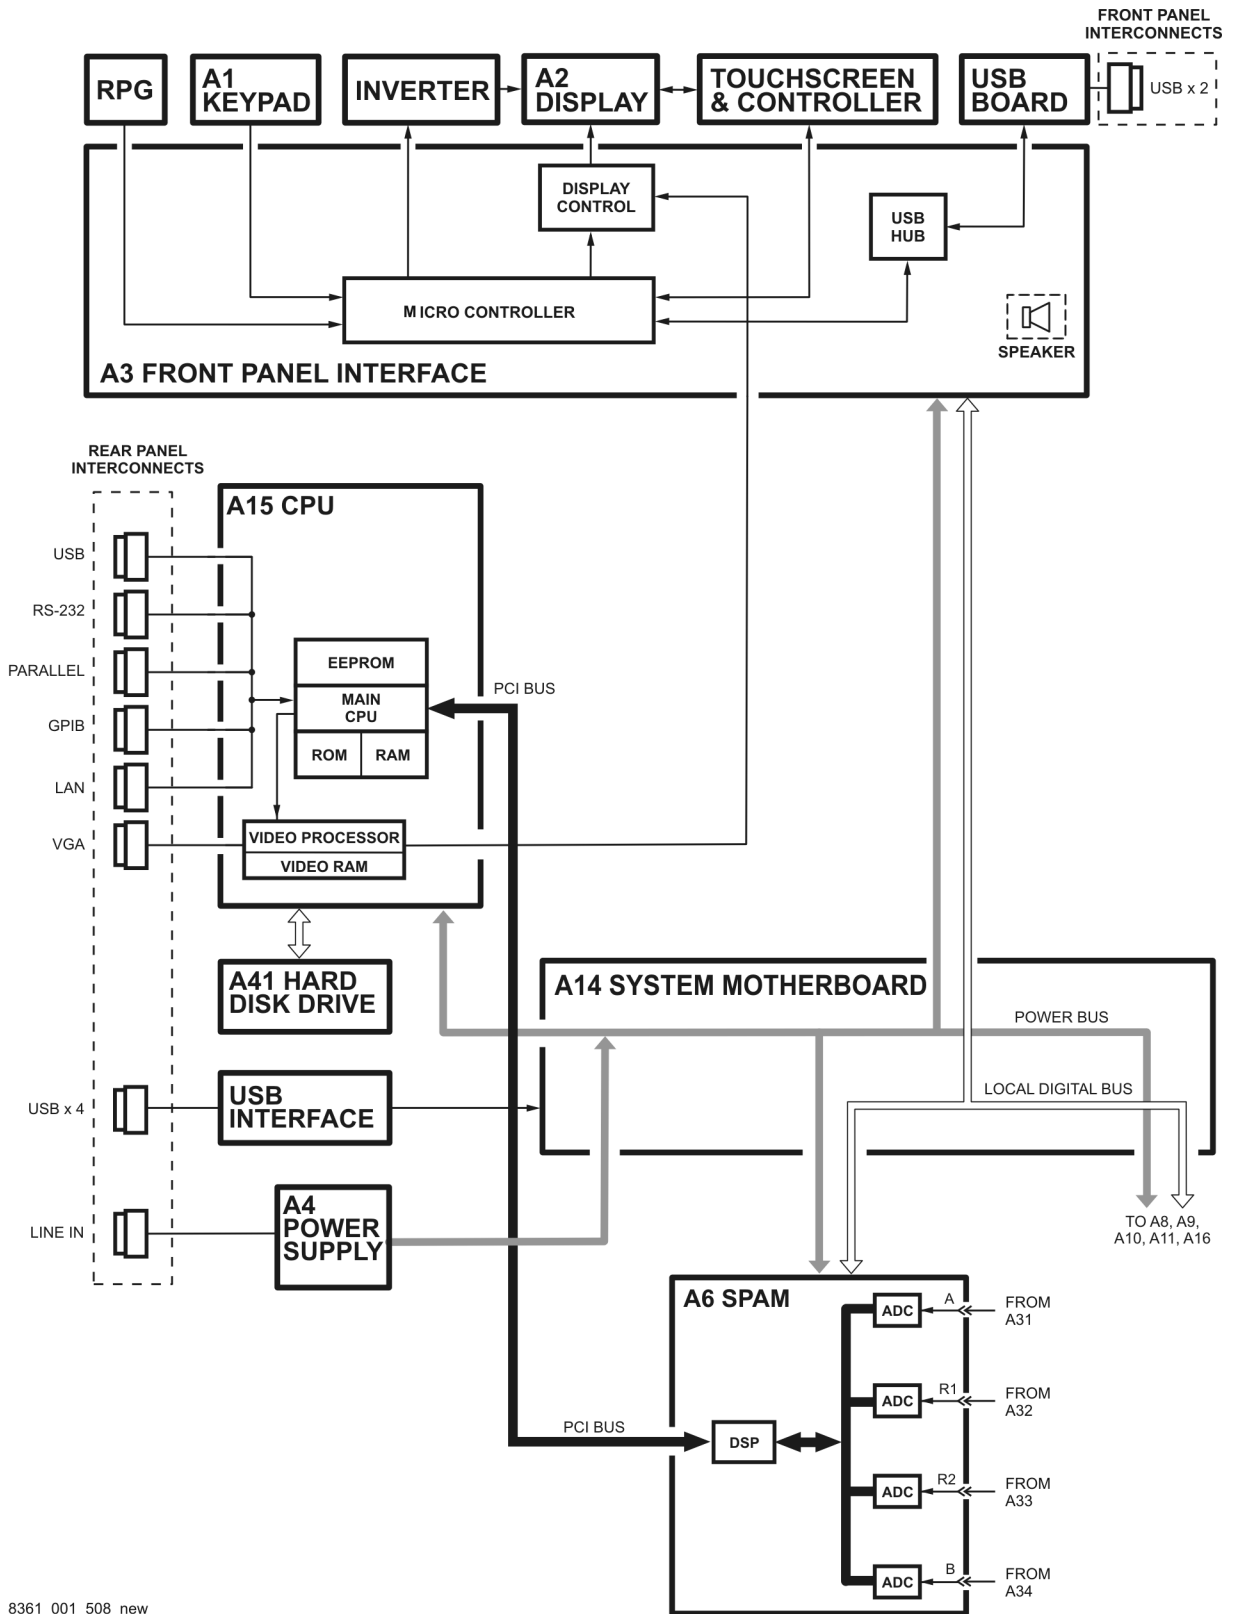 FRONT PANEL
INTERCONNECTS
RPG
A1
KEYPAD
INVERTER
A2
DISPLAY
TOUCHSCREEN
& CONTROLLER
USB
BOARD
USB x 2
DISPLAY
CONTROL
USB
HUB
MICRO CONTROLLER
SPEAKER
A3 FRONT PANEL INTERFACE
REAR PANEL
INTERCONNECTS
A15 CPU
USB
RS-232
PARALLEL
GPIB
LAN
VGA
EEPROM
MAIN
CPU
ROM
RAM
PCI BUS
VIDEO PROCESSOR
VIDEO RAM
A41 HARD
DISK DRIVE
A14 SYSTEM MOTHERBOARD
POWER BUS
LOCAL DIGITAL BUS
USB x 4
USB
INTERFACE
LINE IN
A4
POWER
SUPPLY
TO A8, A9,
A10, A11, A16
A6 SPAM
ADC
A
FROM
A31
ADC
R1
FROM
A32
PCI BUS
DSP
ADC
R2
FROM
A33
ADC
B
FROM
A34
8361_001_508_new